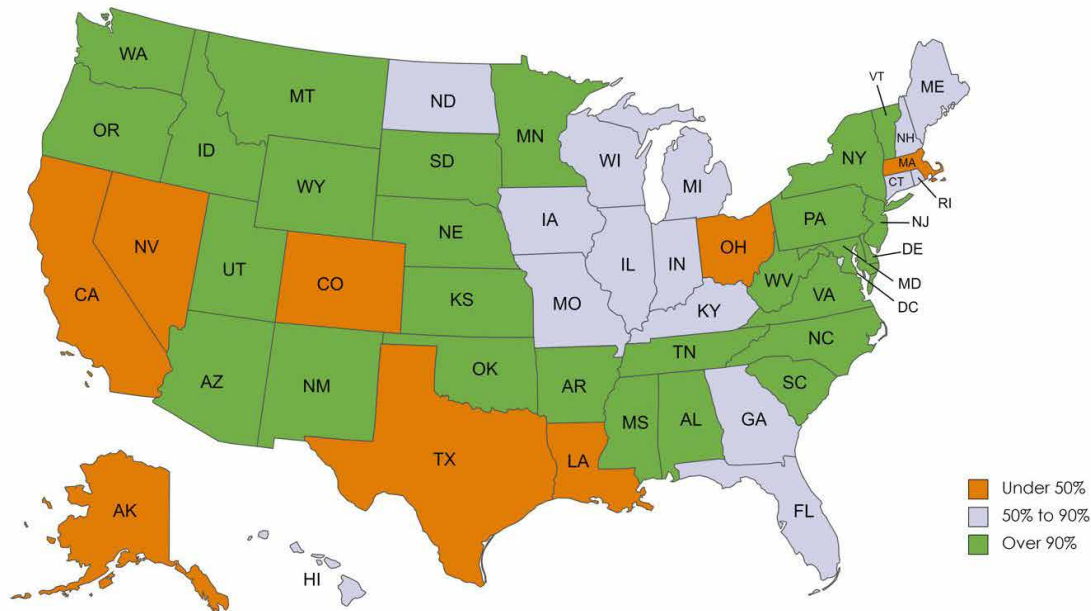 WA
MT
ND
MN
VT
ME
OR
ID
SD
WI
NH
NY
MA
WY
MI
CT
RI
IA
NE
PA
NJ
NV
OH
UT
IL
IN
DE
CA
CO
MD
WV
KS
MO
VA
DC
KY
NC
TN
AZ
NM
OK
AR
SC
MS
AL
GA
TX
LA
AK
FL
HI
Under 50%
50% to 90%
Over 90%